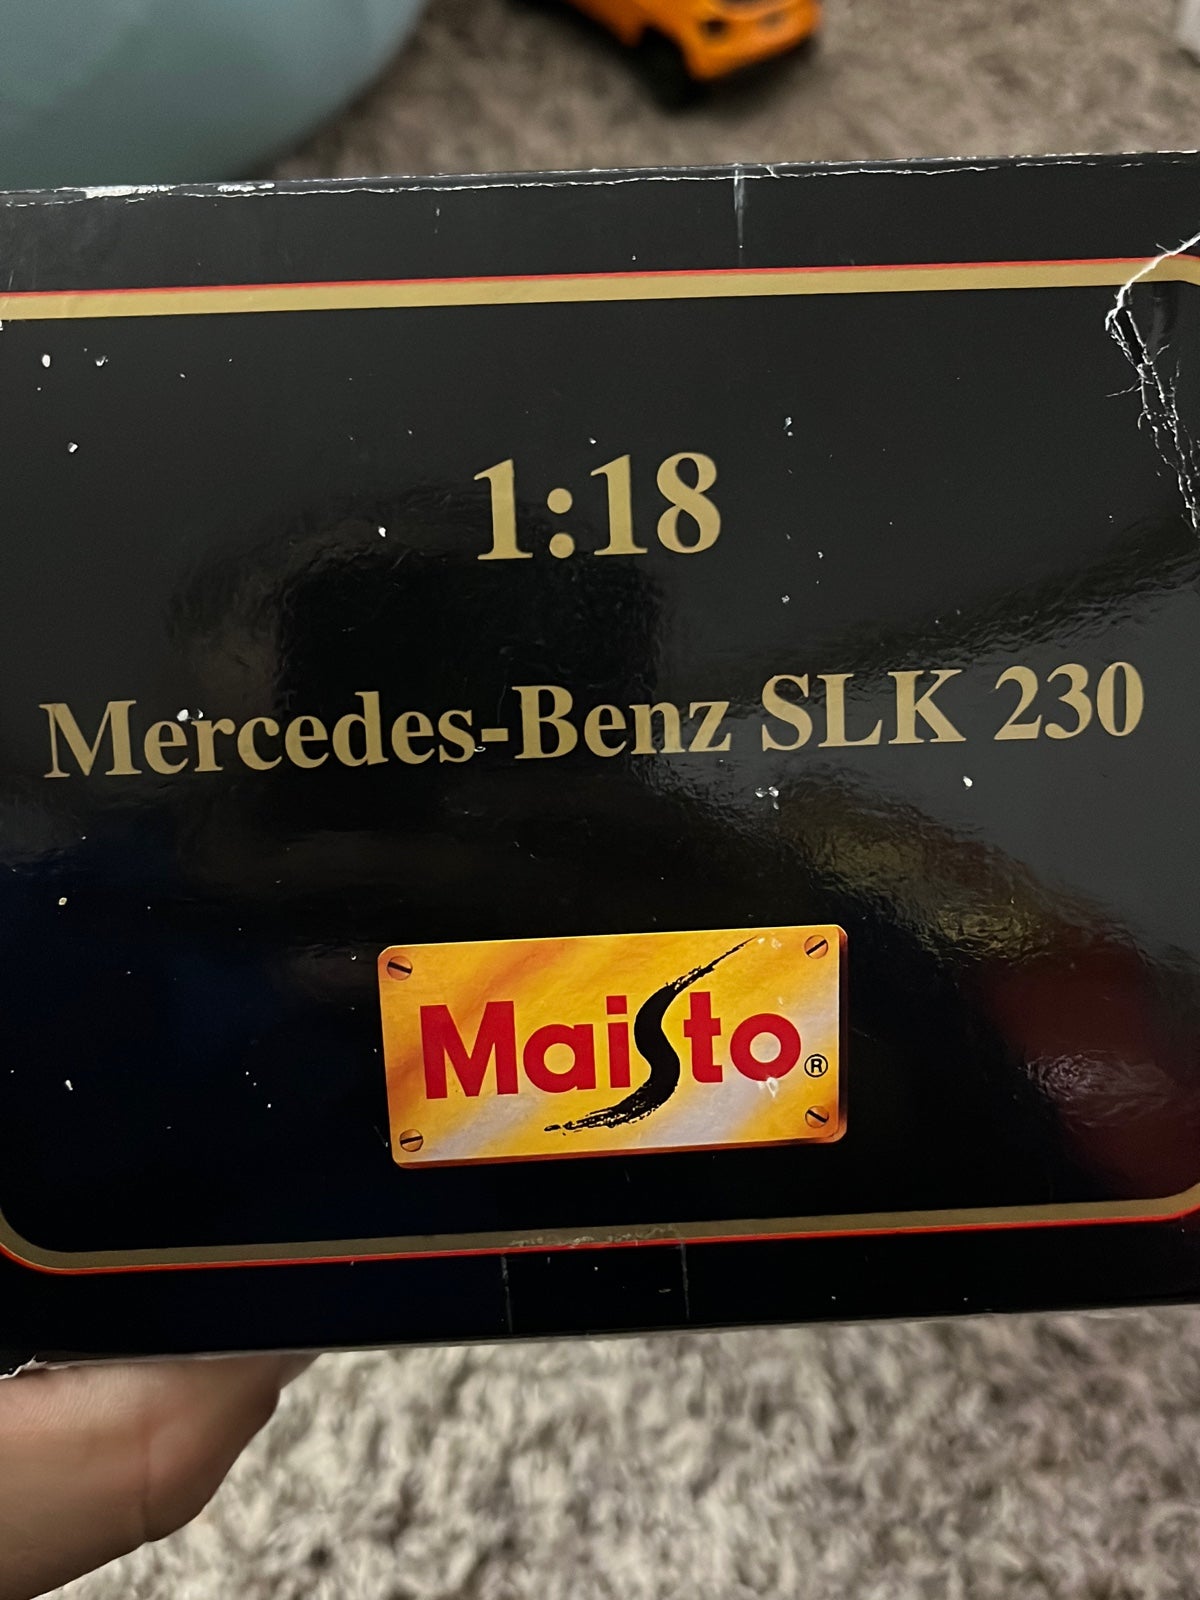 1:18
Mercedes-Benz SLK 230
Maisto®